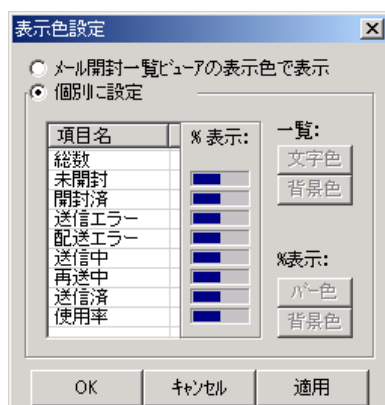 表示色設定
メール開封一覧ビューアの表示色で表示
個別に設定
項目名
% 表示:
一覧:
総数
文字色
未開封
背景色
開封済
送信エラー
配送エラー
送信中
%表示:
再送中
バー色
送信済
背景色
使用率
OK
キャンセル
適用